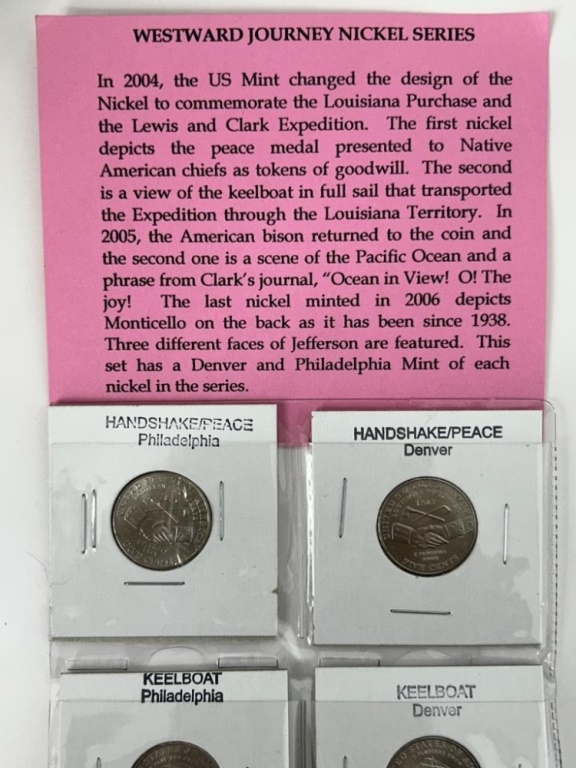 WESTWARD JOURNEY NICKEL SERIES
In 2004, the US Mint changed the design of the
Nickel to commemorate the Louisiana Purchase and
the Lewis and Clark Expedition. The first nickel
depicts the peace medal presented to Native
American chiefs as tokens of goodwill. The second
is a view of the keelboat in full sail that transported
the Expedition through the Louisiana Territory. In
2005, the American bison returned to the coin and
the second one is a scene of the Pacific Ocean and a
phrase from Clark's journal, "Ocean in View! O! The
joy! The last nickel minted in 2006 depicts
Monticello on the back as it has been since 1938.
Three different faces of Jefferson are featured. This
set has a Denver and Philadelphia Mint of each
nickel in the series.
HANDSHAKE/PEACE
Philadelphia
HANDSHAKE/PEACE
Denver
FIVE CENTS
KEELBOAT
Philadelphia
KEELBOAT
Denver